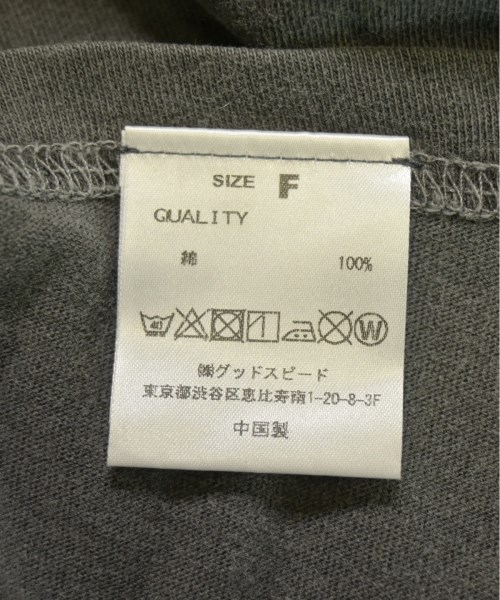 SIZE F
QUALITY
綿 100%
40 W
㈱グッドスピード
東京都渋谷区恵比寿南1-20-8-3F
中国製